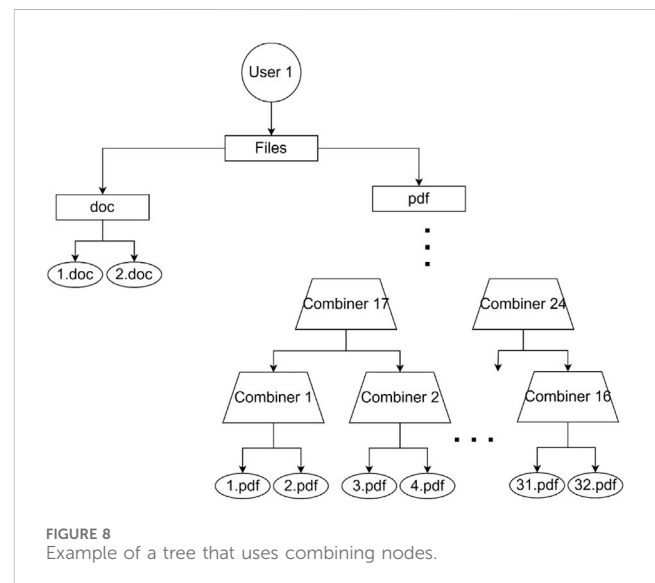 User 1
Files
doc
pdf
1.doc
2.doc
Combiner 17
Combiner 24
Combiner 1
Combiner 2
Combiner 16
1.pdf
2.pdf
3.pdf
4.pdf
31.pdf
32.pdf
FIGURE 8
Example of a tree that uses combining nodes.